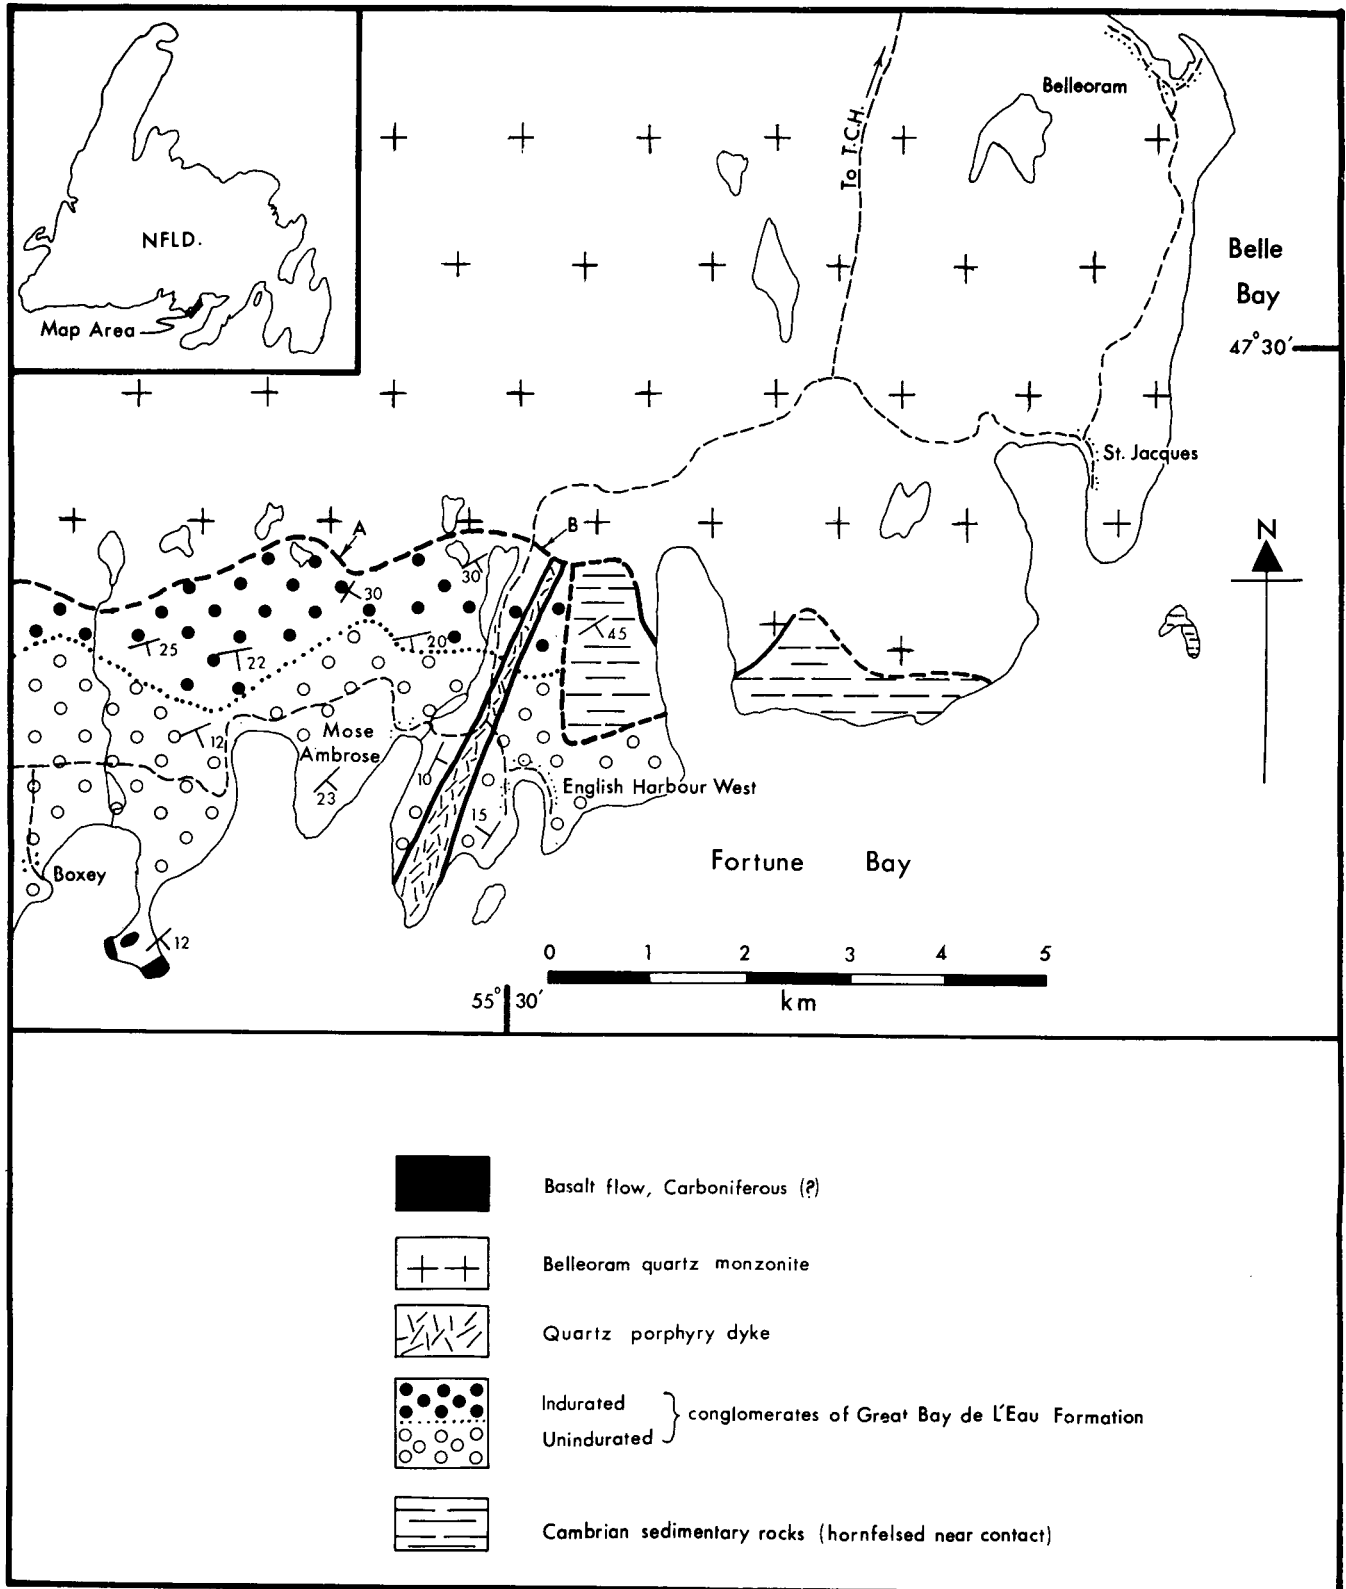 NFLD.
Map Area
To T.C.H.
Belleoram
Belle
Bay
47°30′
St. Jacques
A
B
N
30
30
45
25
22
20
12
Mose
Ambrose
23
10
15
English Harbour West
Boxey
12
Fortune Bay
0 1 2 3 4 5
km
55° 30′
Basalt flow, Carboniferous (?)
Belleoram quartz monzonite
Quartz porphyry dyke
Indurated
Unindurated
conglomerates of Great Bay de L'Eau Formation
Cambrian sedimentary rocks (hornfelsed near contact)